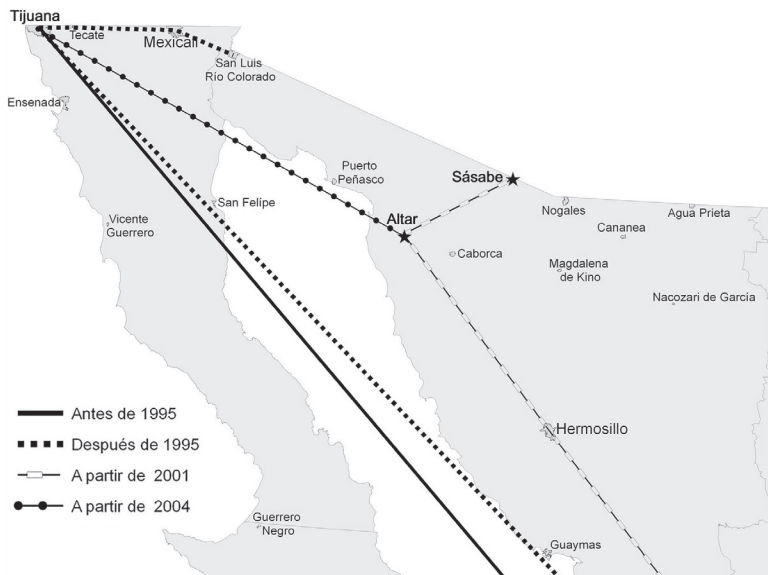 Tijuana
Tecate
Mexicali
San Luis
Río Colorado
Ensenada
Puerto
Peñasco
Sásabe
San Felípe
Altar
Nogales
Agua Prieta
Cananea
Vicente
Guerrero
Caborca
Magdalena
de Kino
Nacozari de García
Antes de 1995
Después de 1995
A partir de 2001
A partir de 2004
Hermosillo
Guerrero
Negro
Guaymas